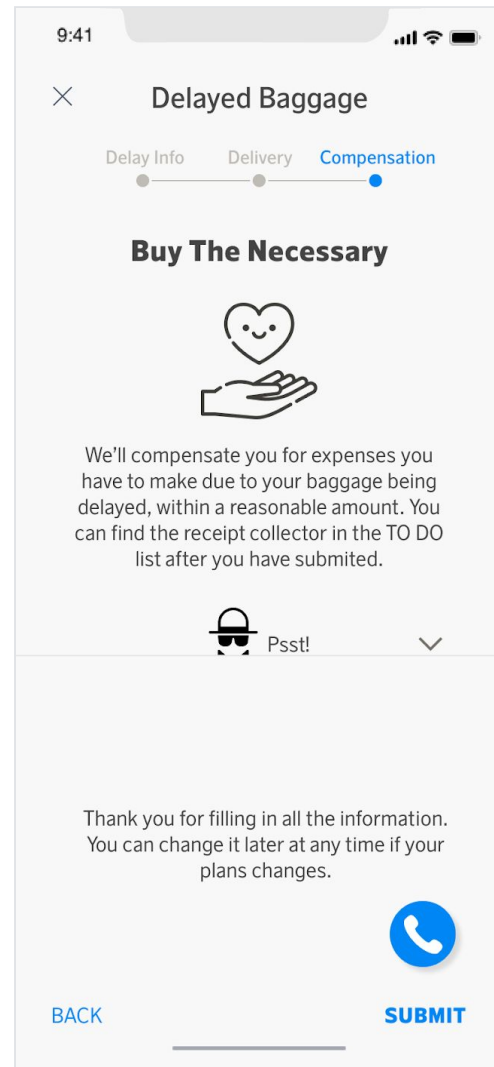 9:41
Delayed Baggage
Delay Info Delivery Compensation
Buy The Necessary
We'll compensate you for expenses you
have to make due to your baggage being
delayed, within a reasonable amount. You
can find the receipt collector in the TO DO
list after you have submited.
Psst!
Thank you for filling in all the information.
You can change it later at any time if your
plans changes.
BACK SUBMIT